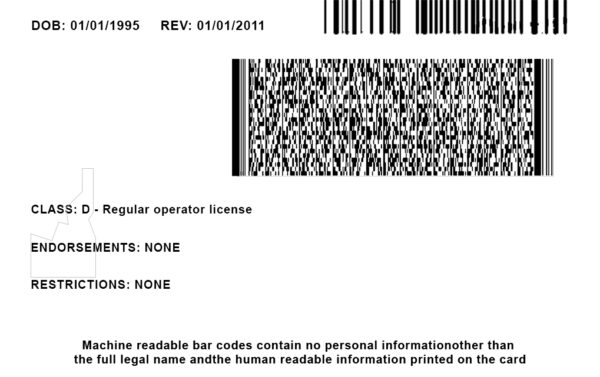 DOB: 01/01/1995 REV: 01/01/2011
CLASS: D - Regular operator license
ENDORSEMENTS: NONE
RESTRICTIONS: NONE
Machine readable bar codes contain no personal informationother than
the full legal name andthe human readable information printed on the card